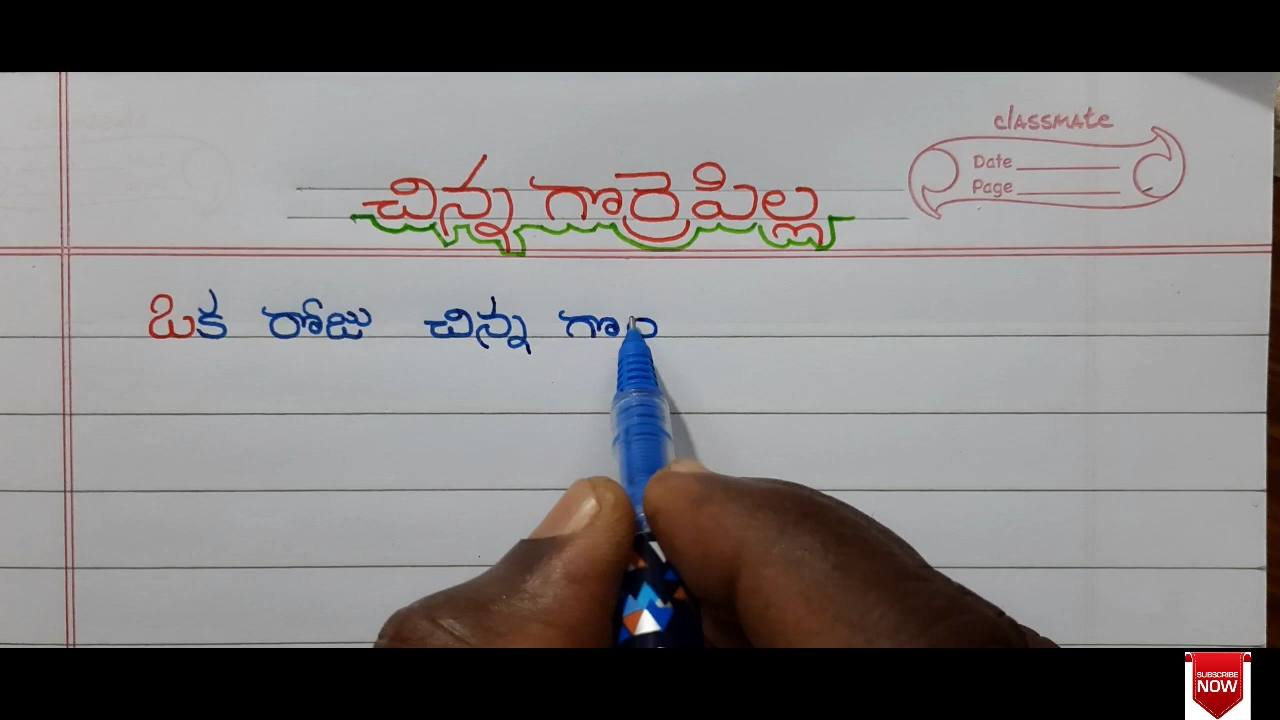 classmate
Date
Page
చిన్న గొర్రెపిల్ల
ఒక రోజు చిన్న గొ
SUBSCRIBE
NOW